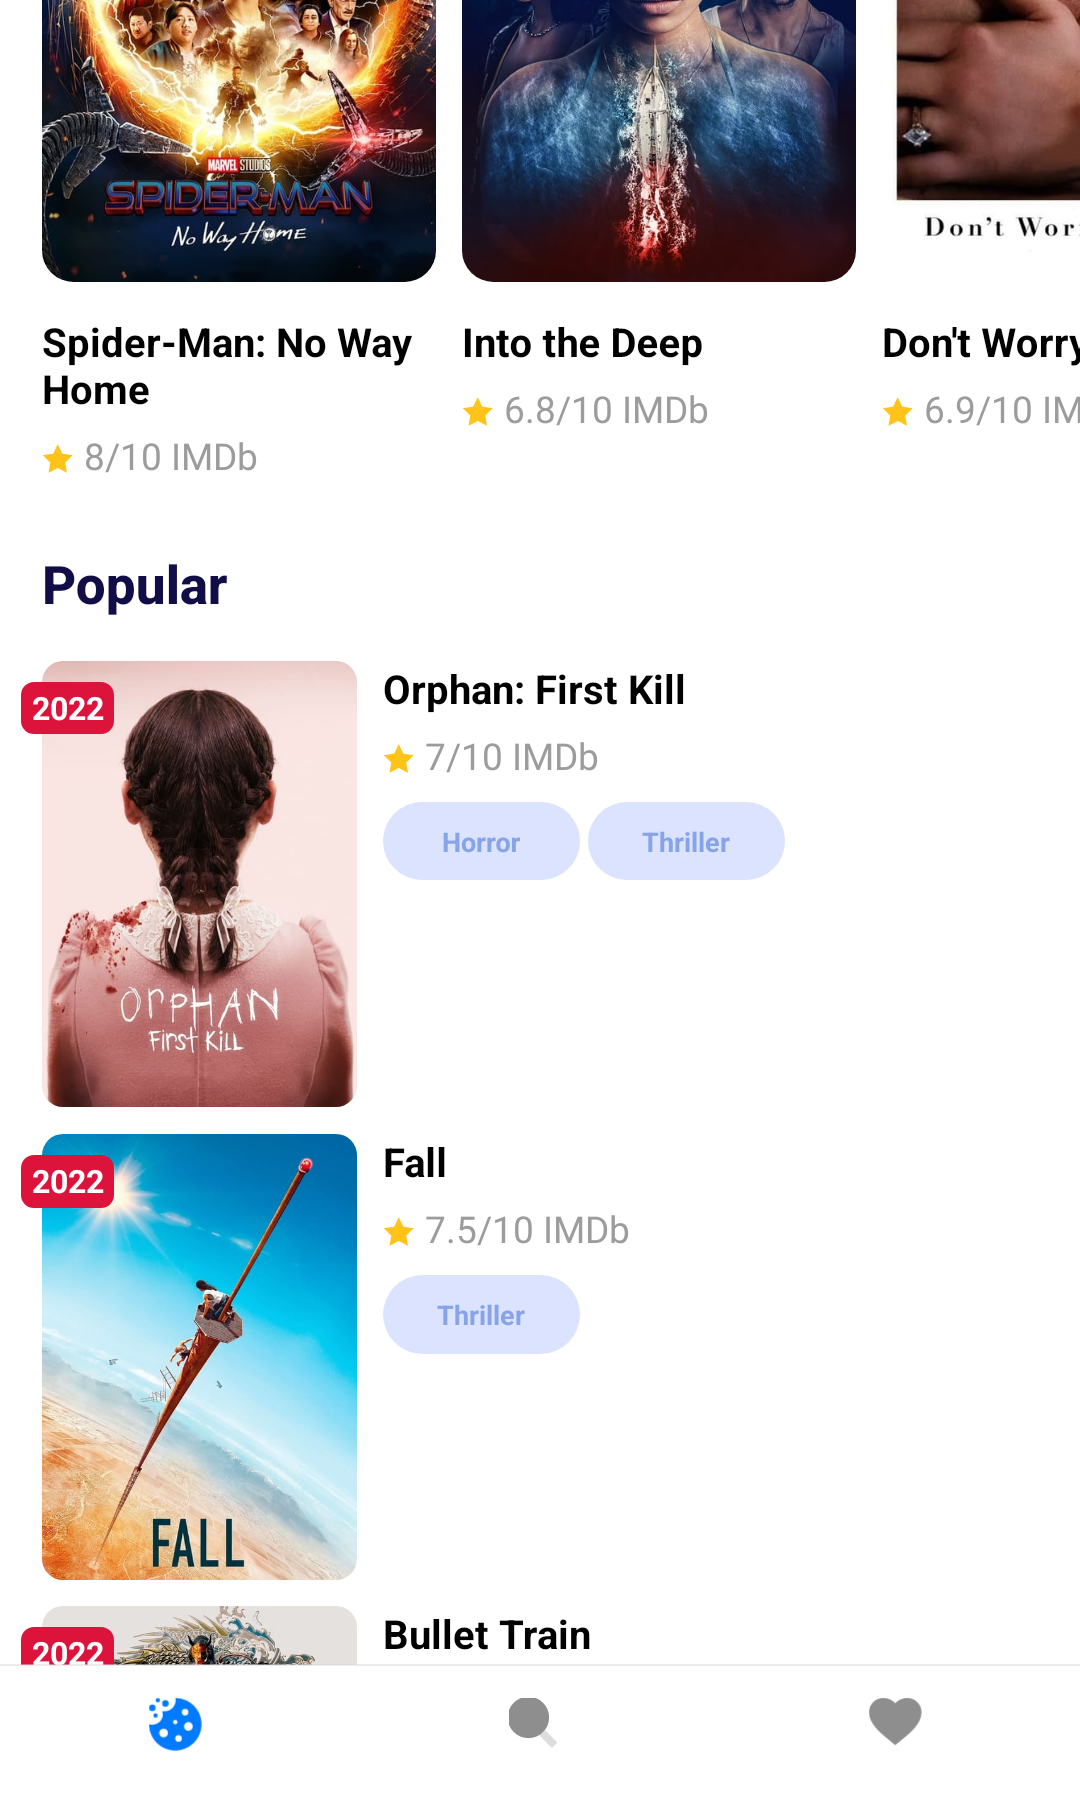 MARVEL STUDIOS
SPIDER-MAN
No Way Home
Don't Wor
Spider-Man: No Way
Home
8/10 IMDb
Into the Deep
6.8/10 IMDb
Don't Worry
6.9/10 IM
Popular
2022
ORPHAN
First Kill
Orphan: First Kill
7/10 IMDb
Horror
Thriller
2022
FALL
Fall
7.5/10 IMDb
Thriller
2022
Bullet Train